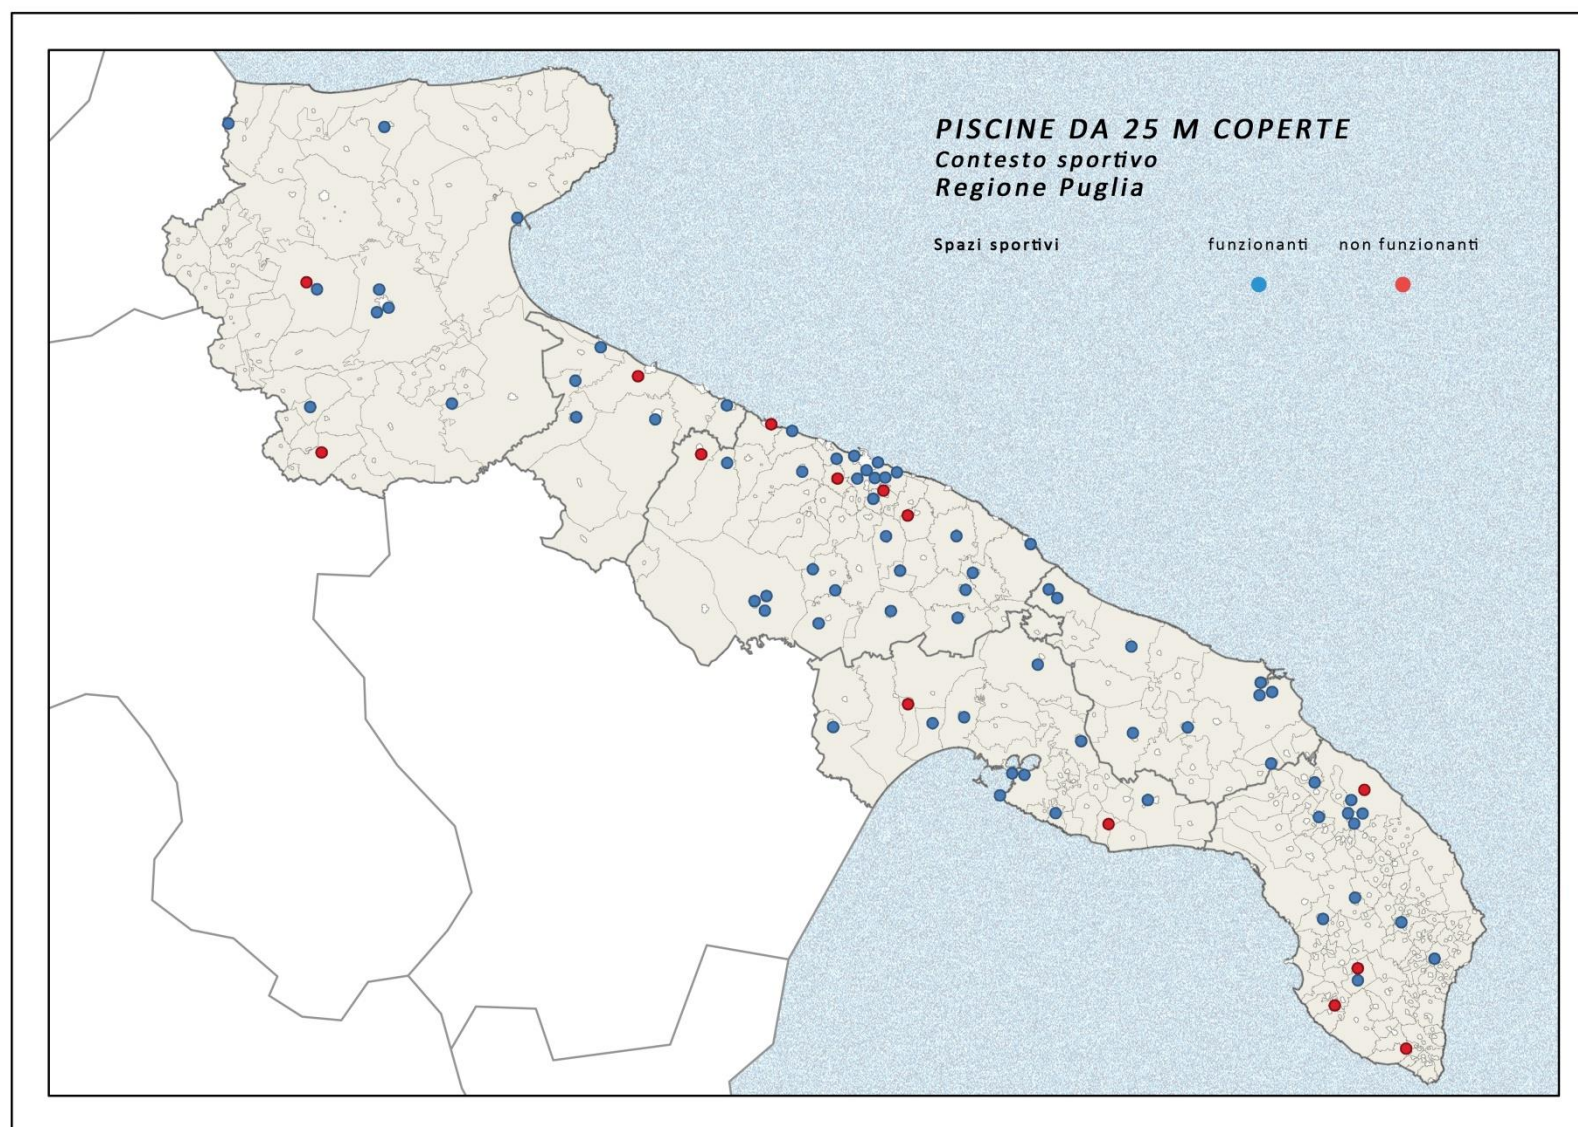 PISCINE DA 25 M COPERTE
Contesto sportivo
Regione Puglia
Spazi sportivi funzionanti non funzionanti